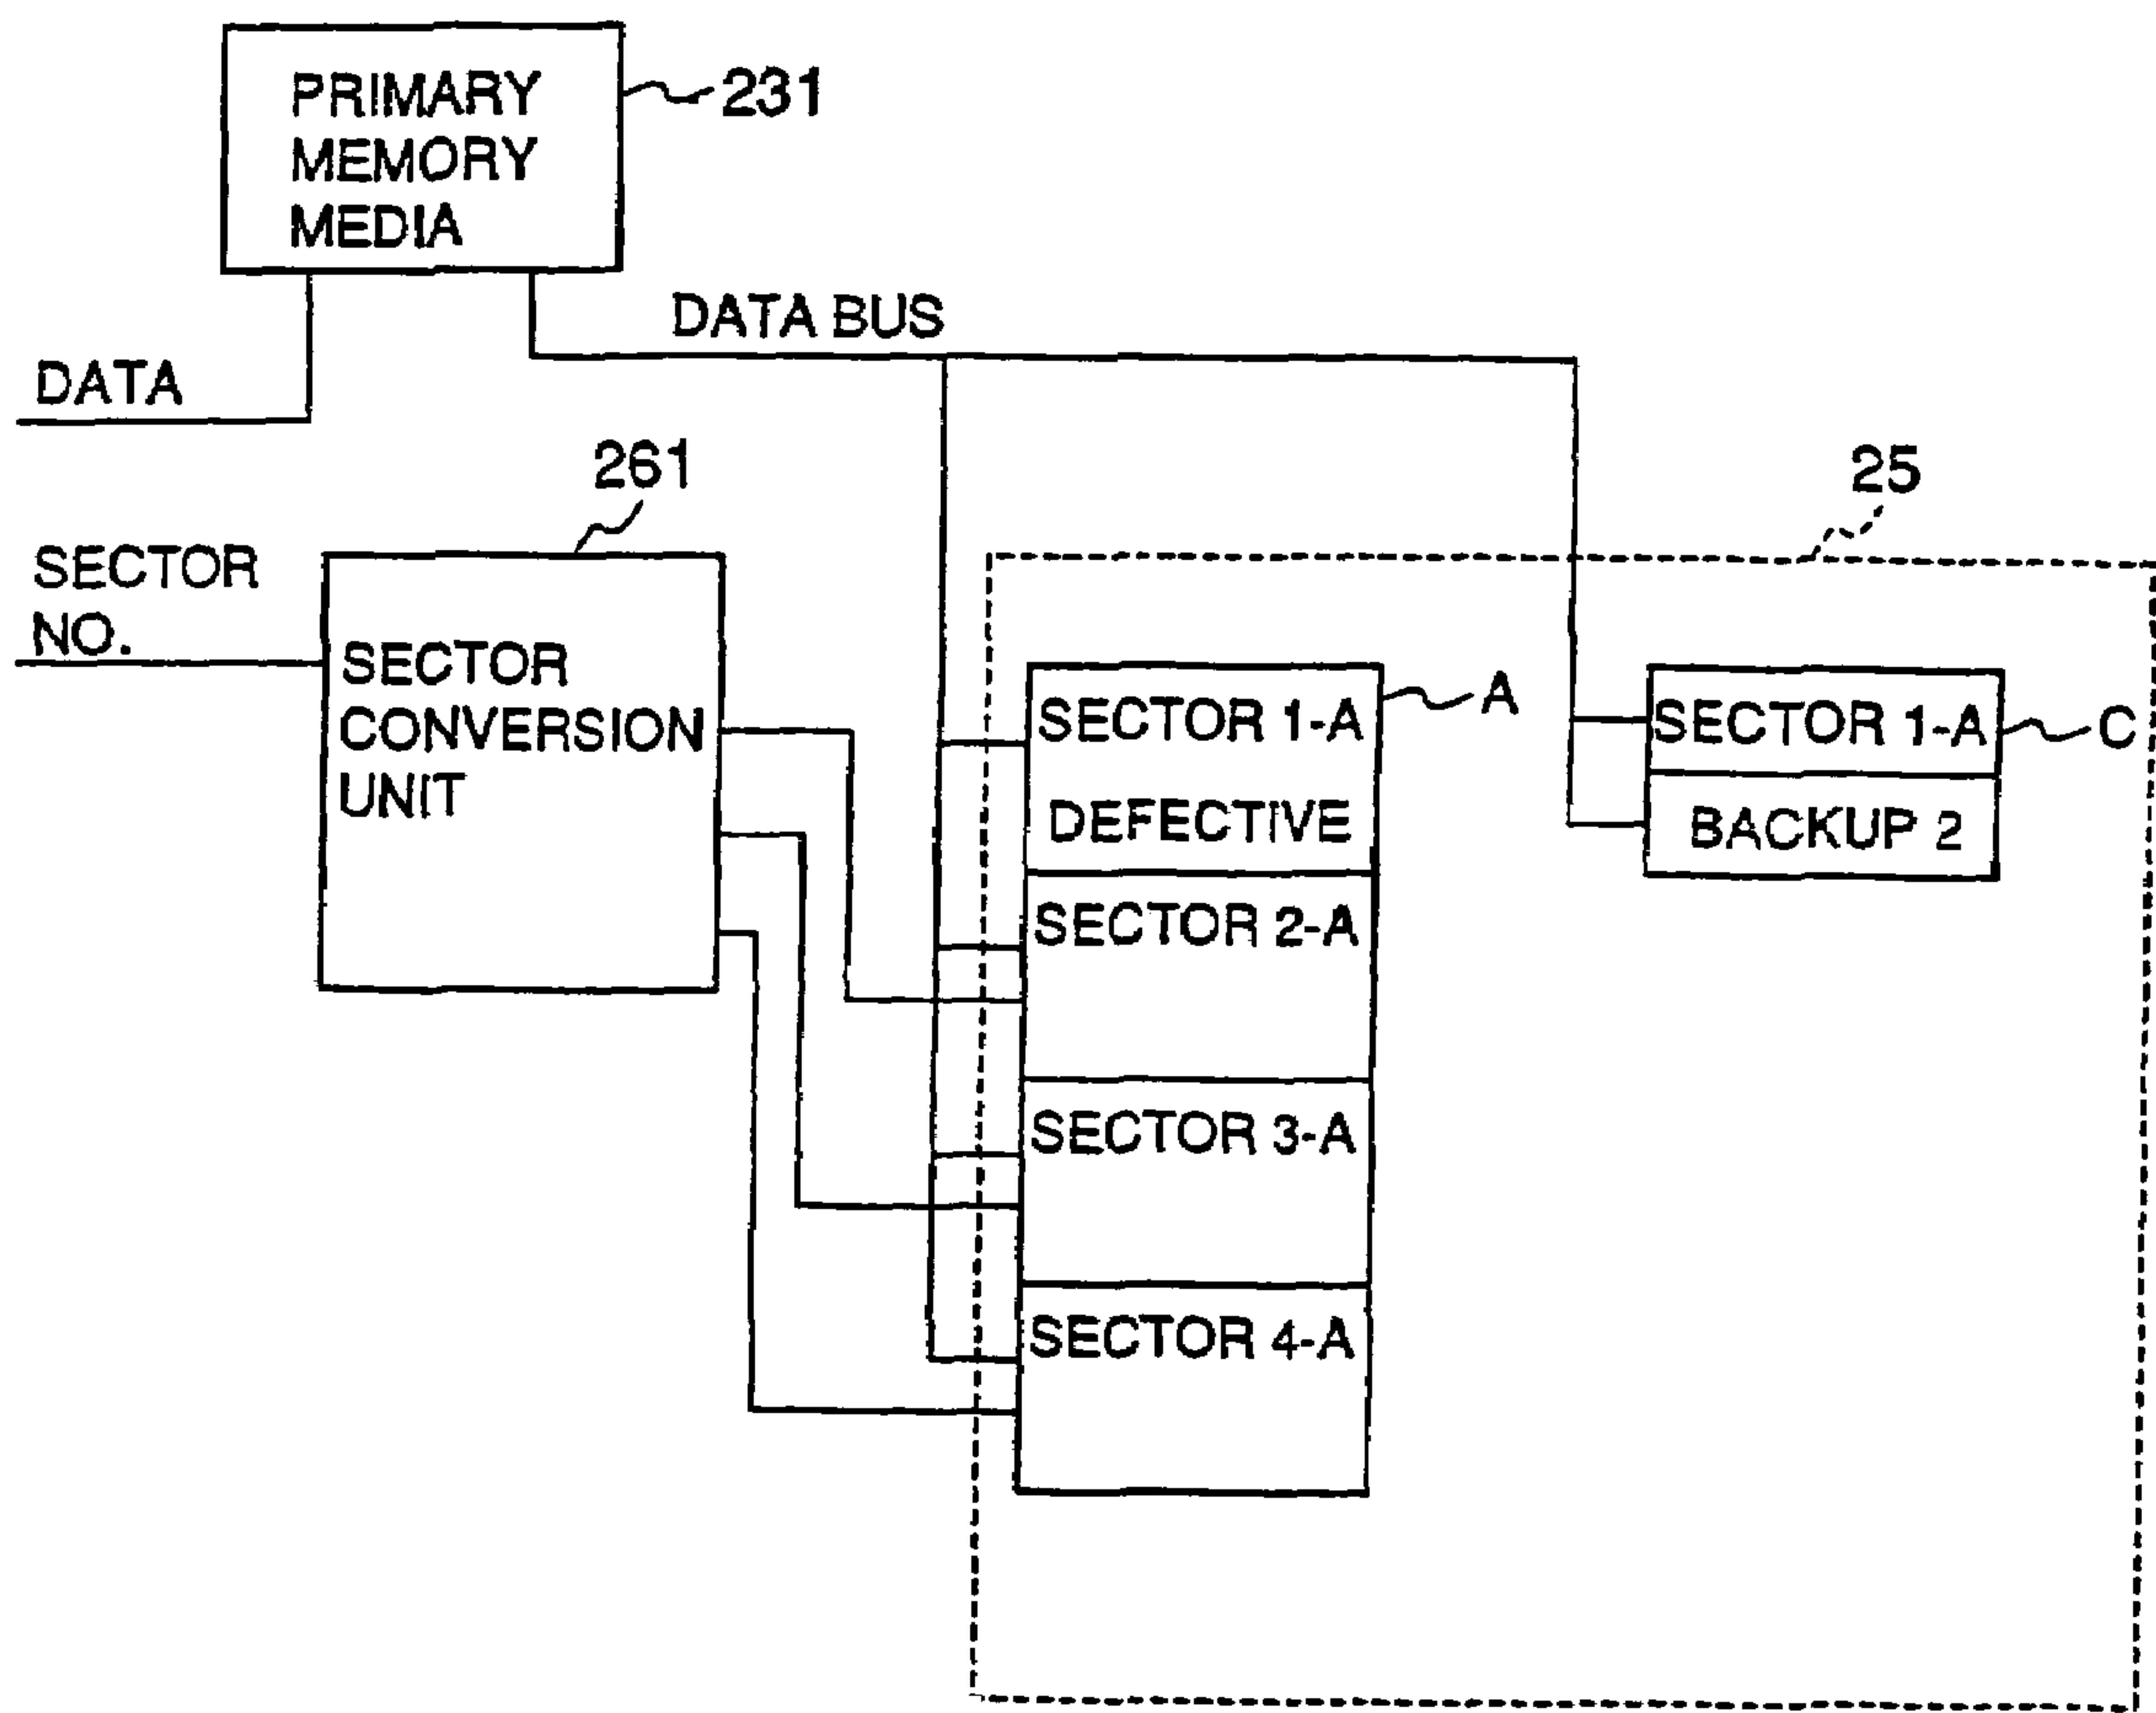 PRIMARY
MEMORY
MEDIA
231
DATA BUS
DATA
261
25
SECTOR
NO.
SECTOR
CONVERSION
UNIT
SECTOR 1-A
DEFECTIVE
A
SECTOR 2-A
SECTOR 3-A
SECTOR 4-A
SECTOR 1-A
C
BACKUP 2